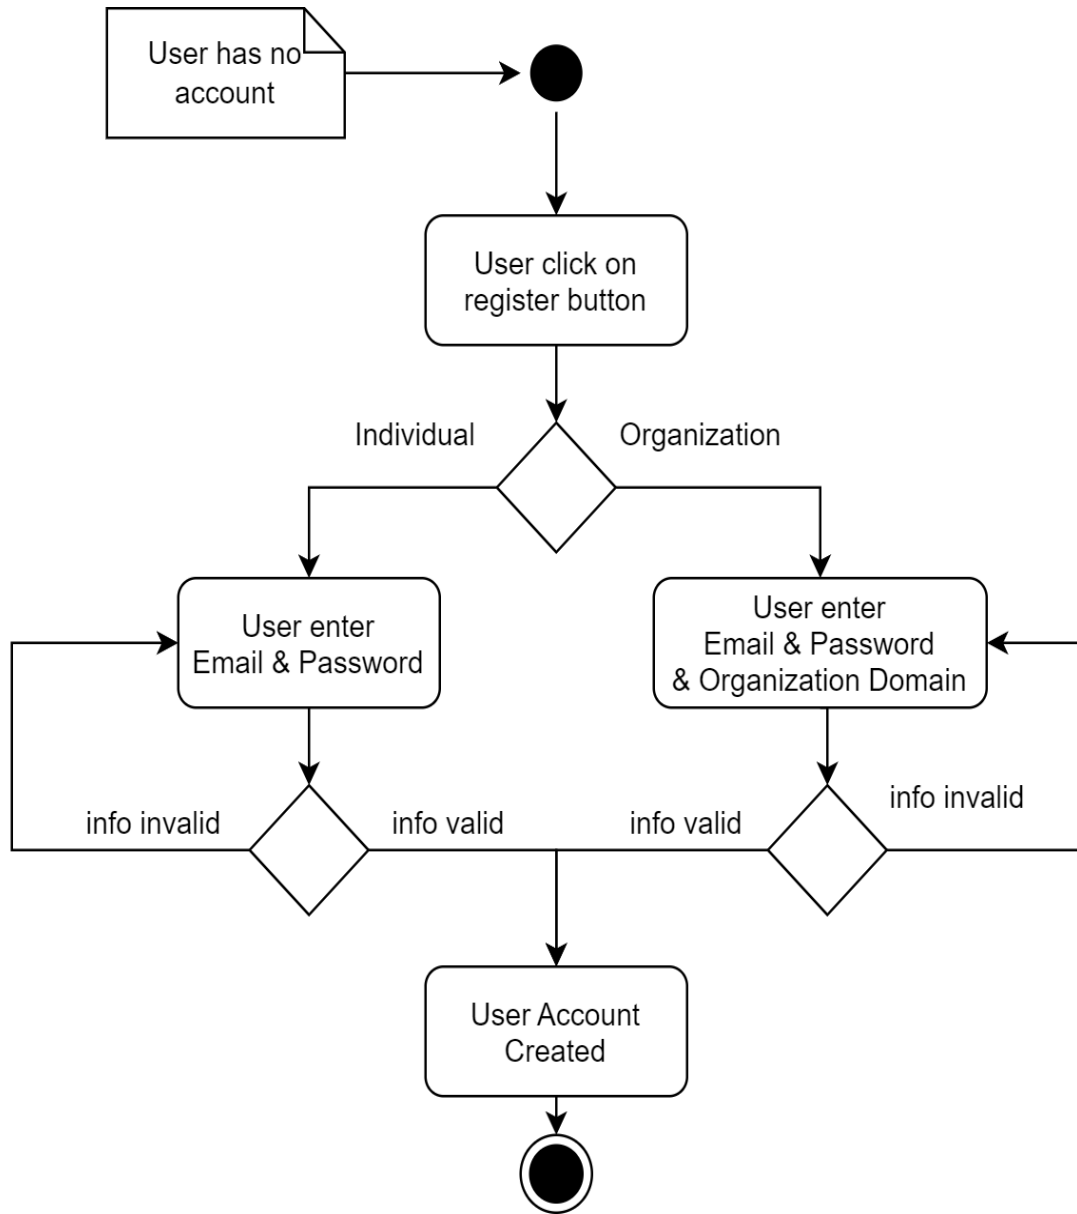 User has no
account
User click on
register button
Individual
Organization
User enter
Email & Password
User enter
Email & Password
& Organization Domain
info invalid
info valid
info valid
info invalid
User Account
Created